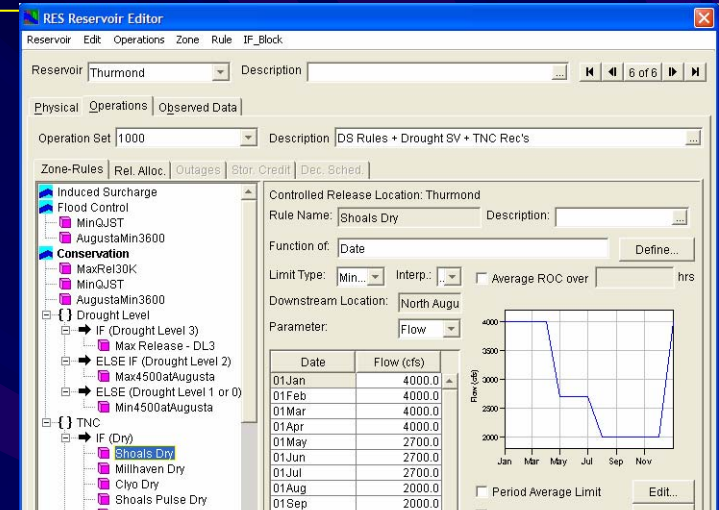 RES Reservoir Editor
Reservoir Edit Operations Zone Rule IF_Block
Reservoir Thurmond Description ... 6 of 6
Physical Operations Observed Data
Operation Set 1000 Description DS Rules + Drought SV + TNC Rec's ...
Zone-Rules Rel. Alloc. Outages Stor. Credit Dec. Sched.
Induced Surcharge
Flood Control
MinQJST
AugustaMin3600
Conservation
MaxRel30K
MinQJST
AugustaMin3600
{ } Drought Level
IF (Drought Level 3)
Max Release - DL3
ELSE IF (Drought Level 2)
Max4500atAugusta
ELSE (Drought Level 1 or 0)
Min4500atAugusta
{ } TNC
IF (Dry)
Shoals Dry
Millhaven Dry
Clyo Dry
Shoals Pulse Dry
Controlled Release Location: Thurmond
Rule Name: Shoals Dry Description: ...
Function of: Date Define...
Limit Type: Min... Interp.: .. Average ROC over hrs
Downstream Location: North Augu
Parameter: Flow
Date Flow (cfs)
01Jan 4000.0
01Feb 4000.0
01Mar 4000.0
01Apr 4000.0
01May 2700.0
01Jun 2700.0
01Jul 2700.0
01Aug 2000.0
01Sep 2000.0
Flow (cfs)
4000
3500
3000
2500
2000
Jan Mar May Jul Sep Nov
Period Average Limit Edit...